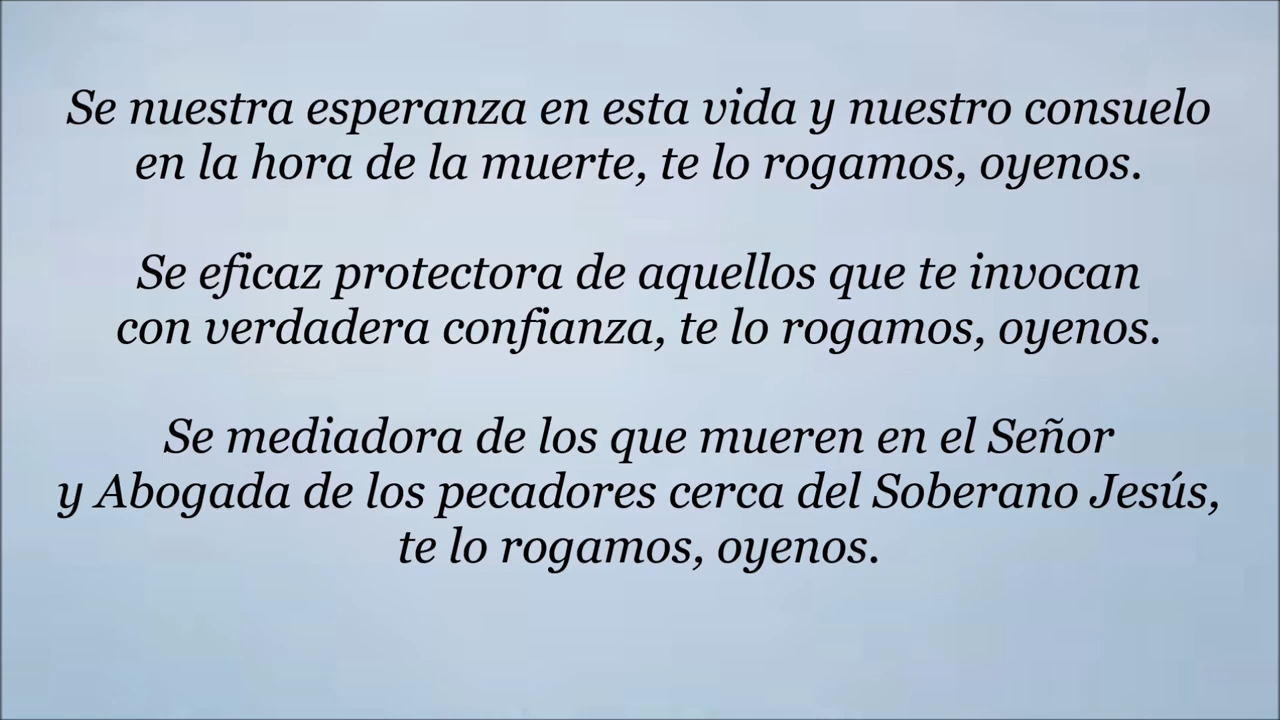 Se nuestra esperanza en esta vida y nuestro consuelo
en la hora de la muerte, te lo rogamos, oyenos.
Se eficaz protectora de aquellos que te invocan
con verdadera confianza, te lo rogamos, oyenos.
Se mediadora de los que mueren en el Señor
y Abogada de los pecadores cerca del Soberano Jesús,
te lo rogamos, oyenos.